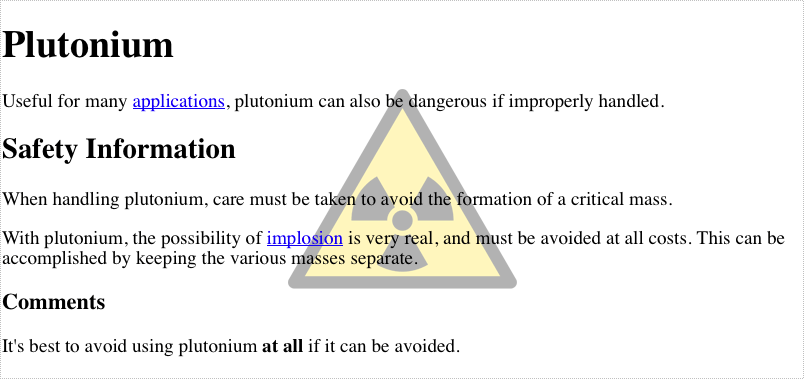 Plutonium
Useful for many applications, plutonium can also be dangerous if improperly handled.
Safety Information
When handling plutonium, care must be taken to avoid the formation of a critical mass.
With plutonium, the possibility of implosion is very real, and must be avoided at all costs. This can be
accomplished by keeping the various masses separate.
Comments
It's best to avoid using plutonium at all if it can be avoided.